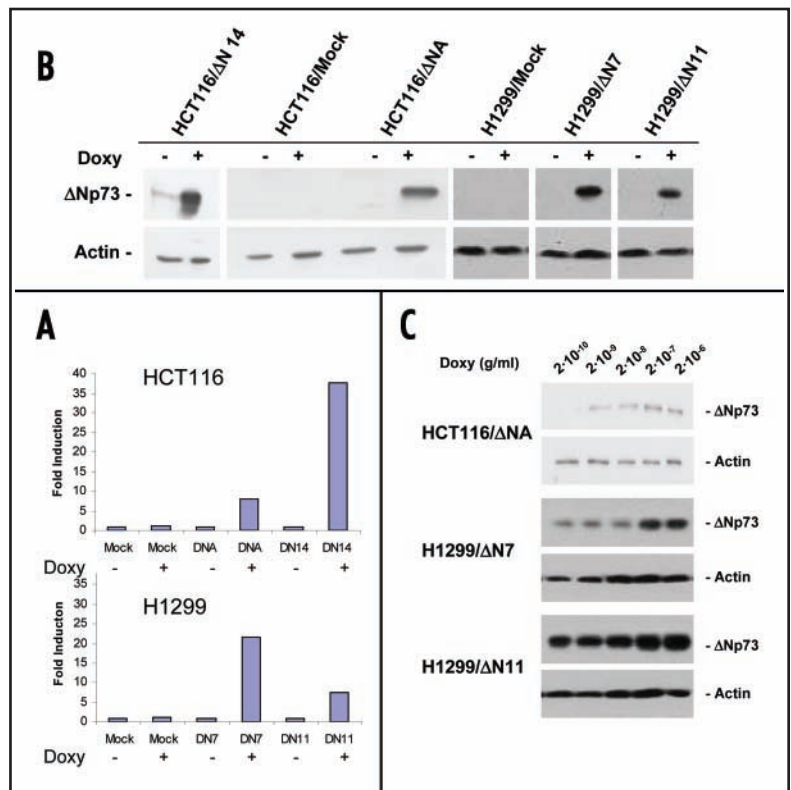 B
HCT116/ΔN 14
HCT116/Mock
HCT116/ΔNA
H1299/Mock
H1299/ΔN7
H1299/ΔN11
Doxy - + - + - + - + - + - +
ΔNp73 -
Actin -
A
HCT116
Fold Induction
40
35
30
25
20
15
10
5
0
Mock Mock DNA DNA DN14 DN14
Doxy - + - + - +
H1299
Fold Inducton
35
30
25
20
15
10
5
0
Mock Mock DN7 DN7 DN11 DN11
Doxy - + - + - +
C
Doxy (g/ml) 2·10⁻¹⁰ 2·10⁻⁹ 2·10⁻⁸ 2·10⁻⁷ 2·10⁻⁶
HCT116/ΔNA
- ΔNp73
- Actin
H1299/ΔN7
- ΔNp73
- Actin
H1299/ΔN11
- ΔNp73
- Actin